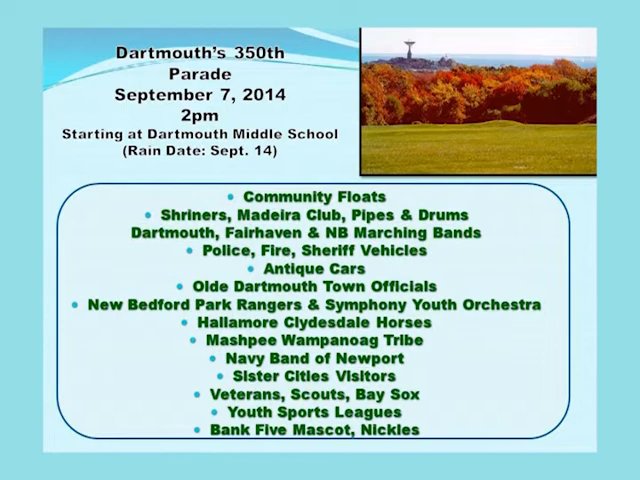 Dartmouth's 350th
Parade
September 7, 2014
2pm
Starting at Dartmouth Middle School
(Rain Date: Sept. 14)
• Community Floats
• Shriners, Madeira Club, Pipes & Drums
Dartmouth, Fairhaven & NB Marching Bands
• Police, Fire, Sheriff Vehicles
• Antique Cars
• Olde Dartmouth Town Officials
• New Bedford Park Rangers & Symphony Youth Orchestra
• Hallamore Clydesdale Horses
• Mashpee Wampanoag Tribe
• Navy Band of Newport
• Sister Cities Visitors
• Veterans, Scouts, Bay Sox
• Youth Sports Leagues
• Bank Five Mascot, Nickles